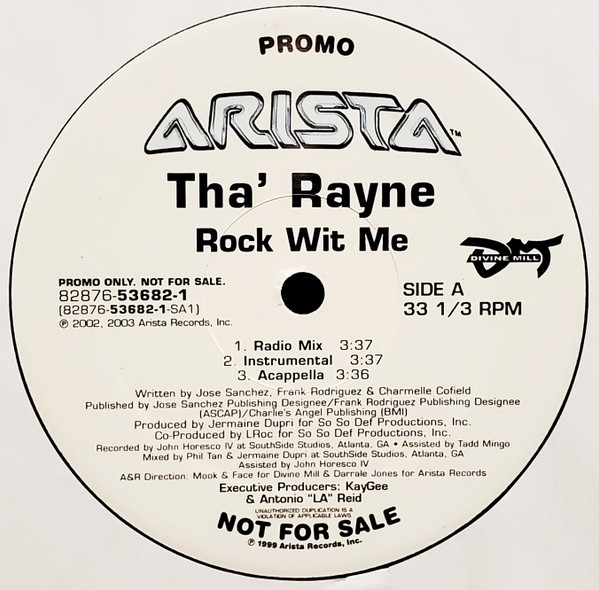 PROMO
ARISTA™
Tha' Rayne
Rock Wit Me
DMT
DIVINE MILL
PROMO ONLY. NOT FOR SALE.
82876-53682-1
(82876-53682-1-SA1)
℗ 2002, 2003 Arista Records, Inc.
SIDE A
33 1/3 RPM
1. Radio Mix 3:37
2. Instrumental 3:37
3. Acappella 3:36
Written by Jose Sanchez, Frank Rodriguez & Charmelle Cofield
Published by Jose Sanchez Publishing Designee/Frank Rodriguez Publishing Designee
(ASCAP)/Charlie's Angel Publishing (BMI)
Produced by Jermaine Dupri for So So Def Productions, Inc.
Co-Produced by LRoc for So So Def Productions, Inc.
Recorded by John Horesco IV at SouthSide Studios, Atlanta, GA • Assisted by Tadd Mingo
Mixed by Phil Tan & Jermaine Dupri at SouthSide Studios, Atlanta, GA
Assisted by John Horesco IV
A&R Direction: Mook & Face for Divine Mill & Darrale Jones for Arista Records
Executive Producers: KayGee
& Antonio "LA" Reid
UNAUTHORIZED DUPLICATION IS A
VIOLATION OF APPLICABLE LAWS
NOT FOR SALE
℗ 1999 Arista Records, Inc.